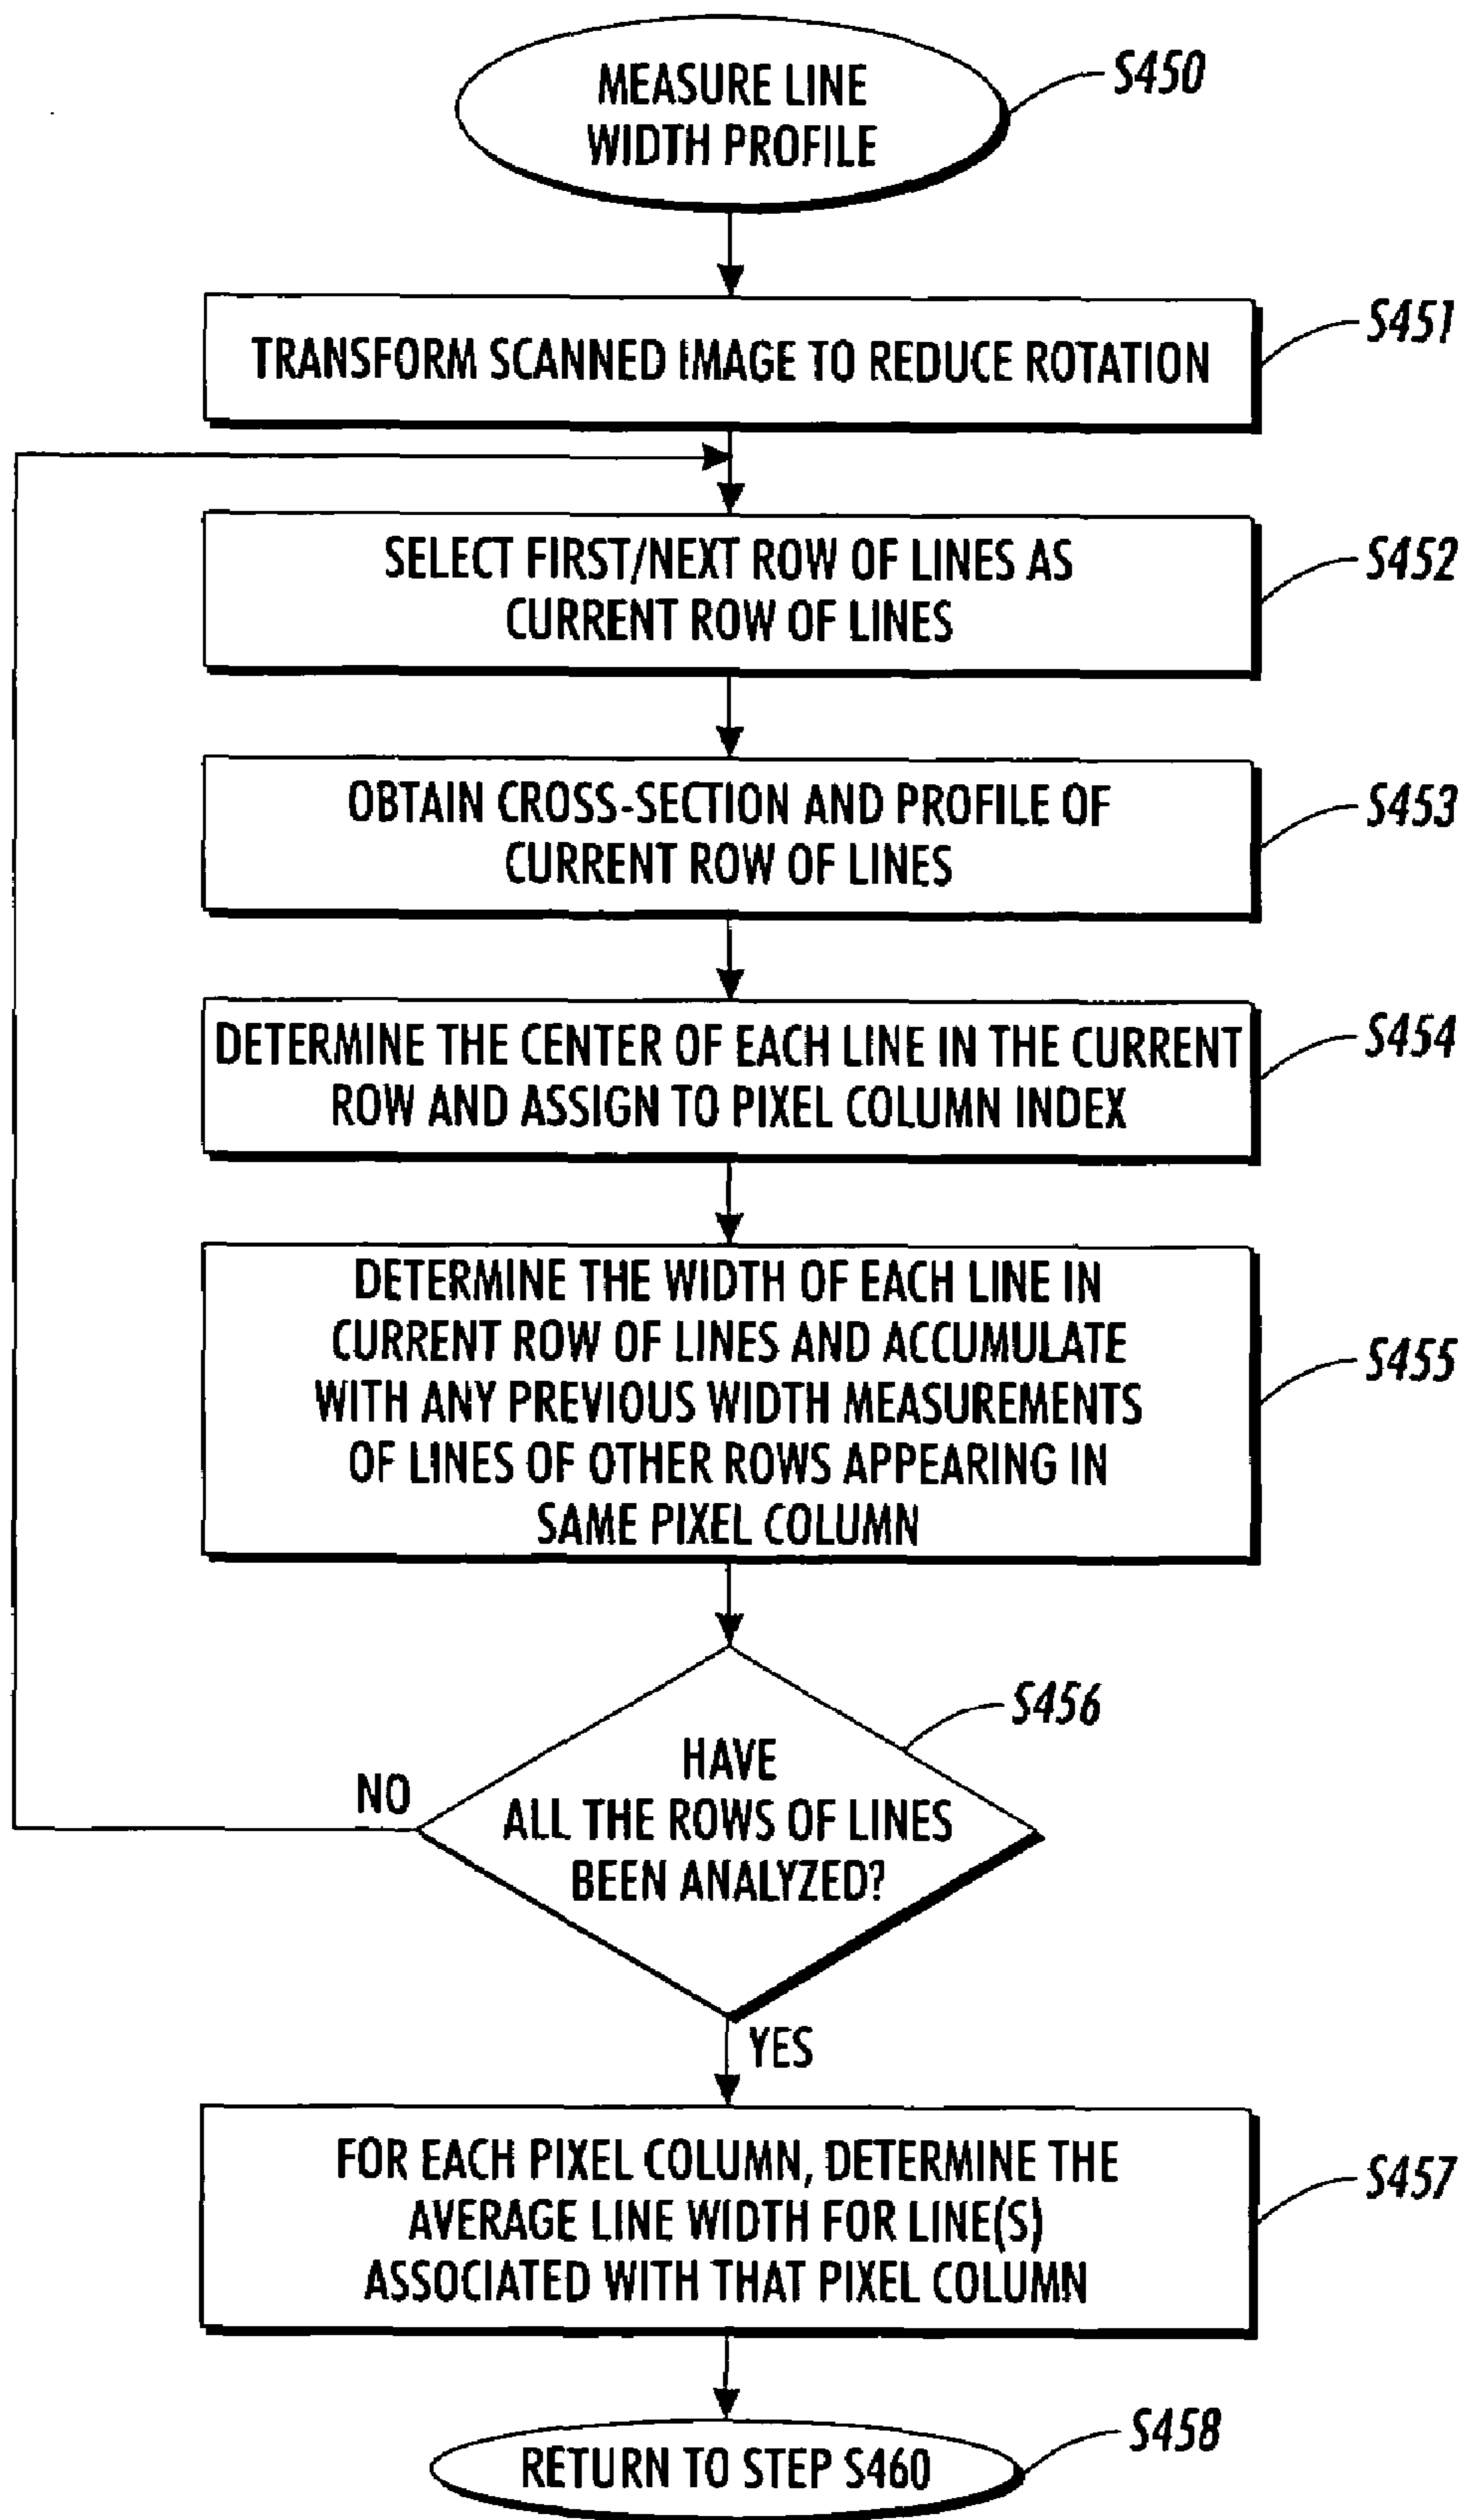 MEASURE LINE
WIDTH PROFILE
S450
TRANSFORM SCANNED IMAGE TO REDUCE ROTATION
S451
SELECT FIRST/NEXT ROW OF LINES AS
CURRENT ROW OF LINES
S452
OBTAIN CROSS-SECTION AND PROFILE OF
CURRENT ROW OF LINES
S453
DETERMINE THE CENTER OF EACH LINE IN THE CURRENT
ROW AND ASSIGN TO PIXEL COLUMN INDEX
S454
DETERMINE THE WIDTH OF EACH LINE IN
CURRENT ROW OF LINES AND ACCUMULATE
WITH ANY PREVIOUS WIDTH MEASUREMENTS
OF LINES OF OTHER ROWS APPEARING IN
SAME PIXEL COLUMN
S455
HAVE
ALL THE ROWS OF LINES
BEEN ANALYZED?
S456
NO
YES
FOR EACH PIXEL COLUMN, DETERMINE THE
AVERAGE LINE WIDTH FOR LINE(S)
ASSOCIATED WITH THAT PIXEL COLUMN
S457
RETURN TO STEP S460
S458